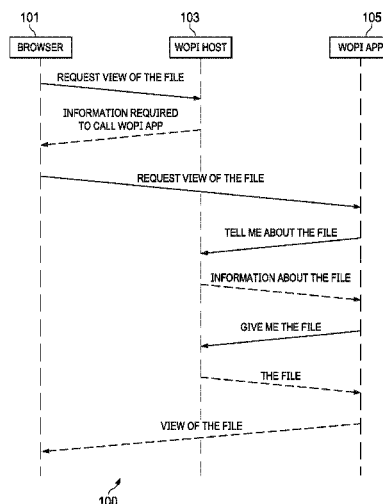 101
103
105
BROWSER
WOPI HOST
WOPI APP
REQUEST VIEW OF THE FILE
INFORMATION REQUIRED
TO CALL WOPI APP
REQUEST VIEW OF THE FILE
TELL ME ABOUT THE FILE
INFORMATION ABOUT THE FILE
GIVE ME THE FILE
THE FILE
VIEW OF THE FILE
100